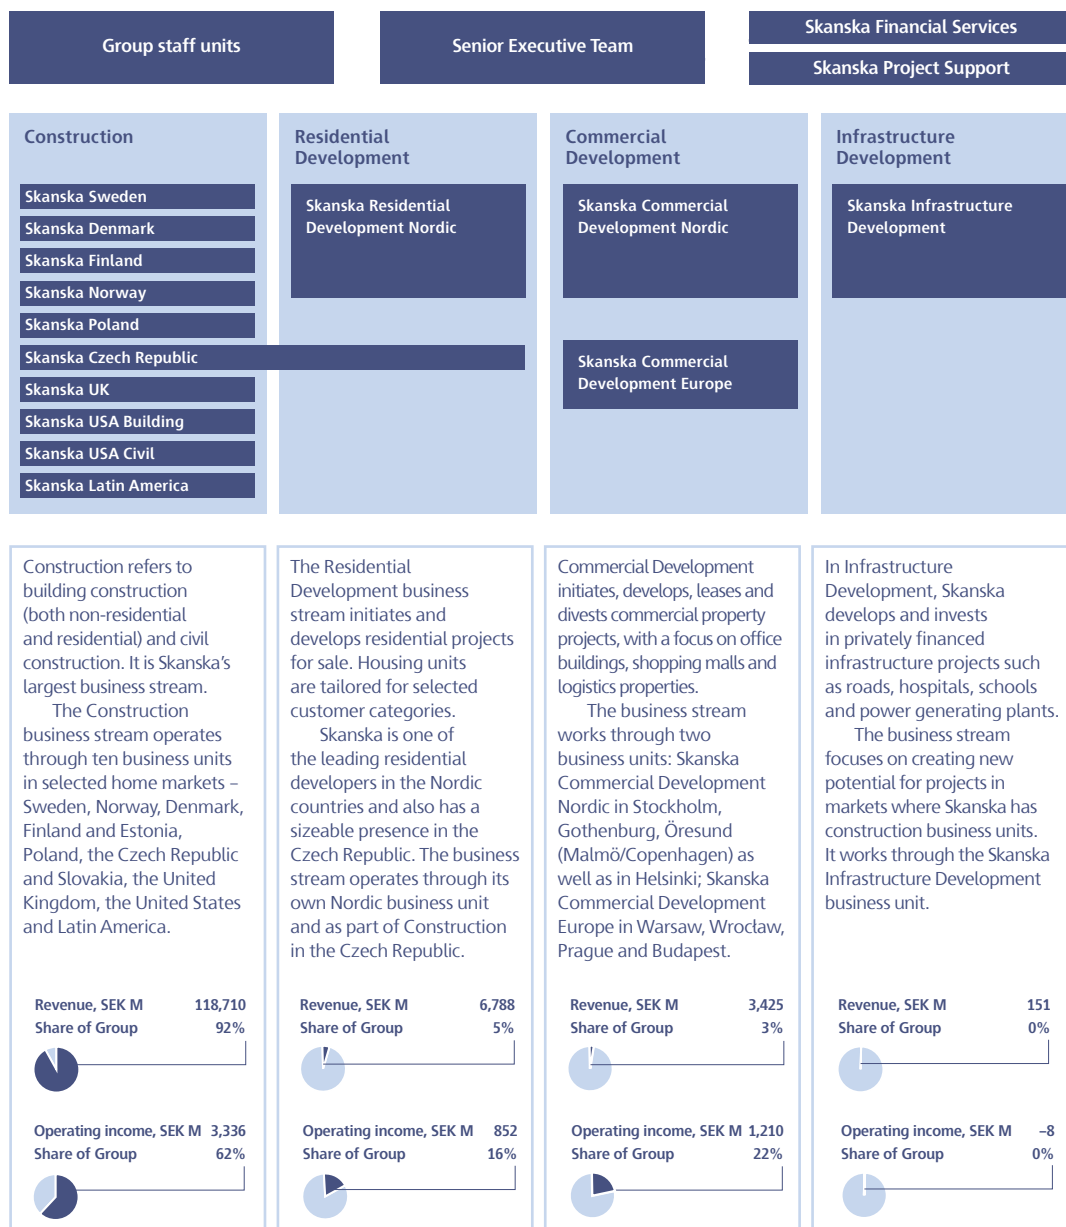 Group staff units
Senior Executive Team
Skanska Financial Services
Skanska Project Support
Construction
Skanska Sweden
Skanska Denmark
Skanska Finland
Skanska Norway
Skanska Poland
Skanska Czech Republic
Skanska UK
Skanska USA Building
Skanska USA Civil
Skanska Latin America
Residential
Development
Skanska Residential
Development Nordic
Commercial
Development
Skanska Commercial
Development Nordic
Skanska Commercial
Development Europe
Infrastructure
Development
Skanska Infrastructure
Development
Construction refers to
building construction
(both non-residential
and residential) and civil
construction. It is Skanska’s
largest business stream.
The Construction
business stream operates
through ten business units
in selected home markets –
Sweden, Norway, Denmark,
Finland and Estonia,
Poland, the Czech Republic
and Slovakia, the United
Kingdom, the United States
and Latin America.
Revenue, SEK M 118,710
Share of Group 92%
Operating income, SEK M 3,336
Share of Group 62%
The Residential
Development business
stream initiates and
develops residential projects
for sale. Housing units
are tailored for selected
customer categories.
Skanska is one of
the leading residential
developers in the Nordic
countries and also has a
sizeable presence in the
Czech Republic. The business
stream operates through its
own Nordic business unit
and as part of Construction
in the Czech Republic.
Revenue, SEK M 6,788
Share of Group 5%
Operating income, SEK M 852
Share of Group 16%
Commercial Development
initiates, develops, leases and
divests commercial property
projects, with a focus on office
buildings, shopping malls and
logistics properties.
The business stream
works through two
business units: Skanska
Commercial Development
Nordic in Stockholm,
Gothenburg, Öresund
(Malmö/Copenhagen) as
well as in Helsinki; Skanska
Commercial Development
Europe in Warsaw, Wrocław,
Prague and Budapest.
Revenue, SEK M 3,425
Share of Group 3%
Operating income, SEK M 1,210
Share of Group 22%
In Infrastructure
Development, Skanska
develops and invests
in privately financed
infrastructure projects such
as roads, hospitals, schools
and power generating plants.
The business stream
focuses on creating new
potential for projects in
markets where Skanska has
construction business units.
It works through the Skanska
Infrastructure Development
business unit.
Revenue, SEK M 151
Share of Group 0%
Operating income, SEK M –8
Share of Group 0%